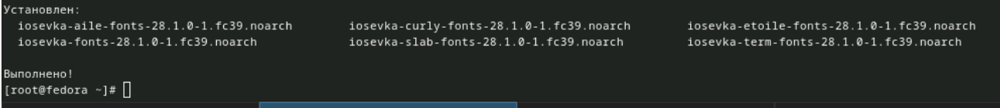 Установлен:
iosevka-aile-fonts-28.1.0-1.fc39.noarch iosevka-curly-fonts-28.1.0-1.fc39.noarch iosevka-etoile-fonts-28.1.0-1.fc39.noarch
iosevka-fonts-28.1.0-1.fc39.noarch iosevka-slab-fonts-28.1.0-1.fc39.noarch iosevka-term-fonts-28.1.0-1.fc39.noarch
Выполнено!
[root@fedora ~]#